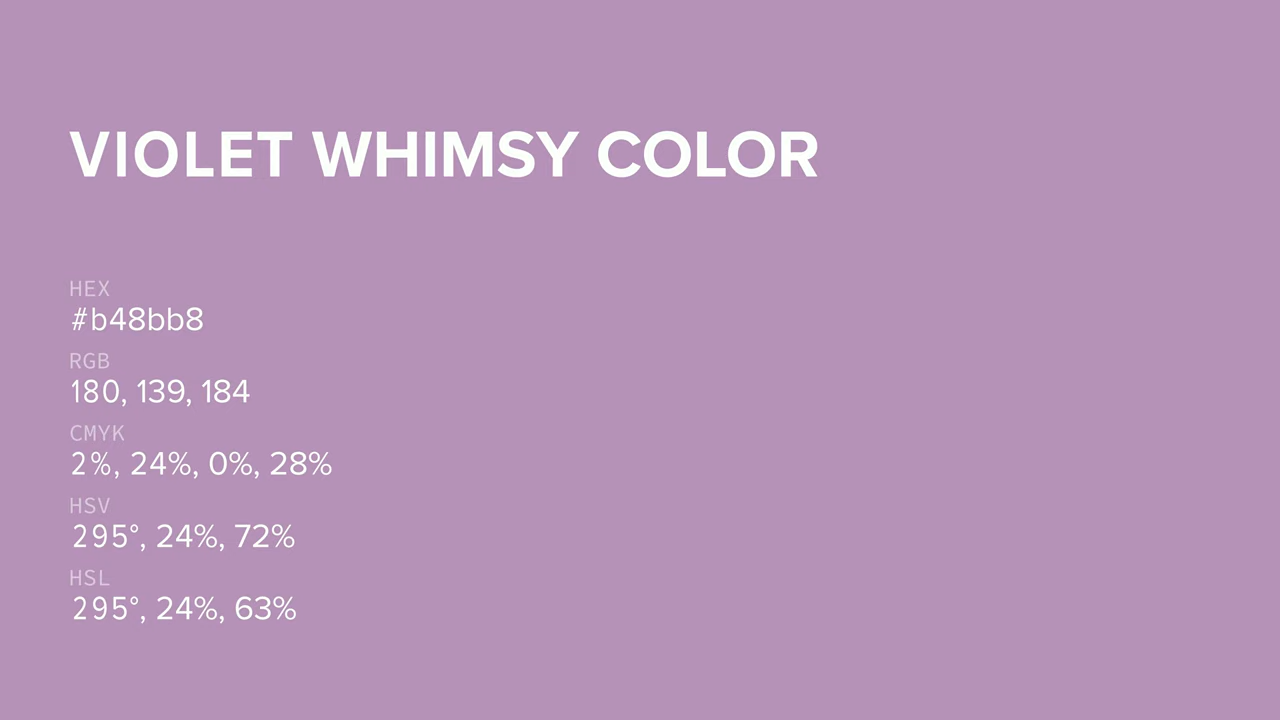 VIOLET WHIMSY COLOR
HEX
#b48bb8
RGB
180, 139, 184
CMYK
2%, 24%, 0%, 28%
HSV
295°, 24%, 72%
HSL
295°, 24%, 63%